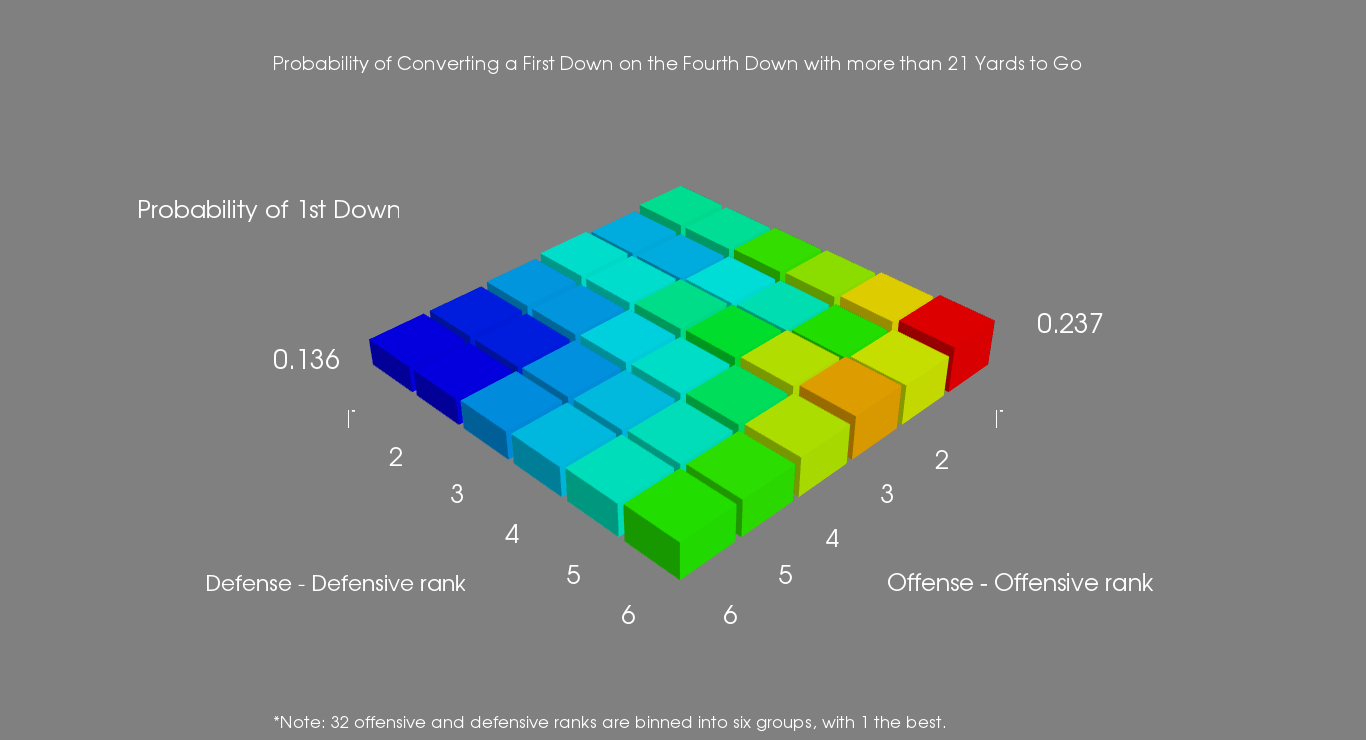 Probability of Converting a First Down on the Fourth Down with more than 21 Yards to Go
Probability of 1st Down
0.237
0.136
2
2
3
3
4
4
5
5
Defense - Defensive rank
Offense - Offensive rank
6
6
*Note: 32 offensive and defensive ranks are binned into six groups, with 1 the best.